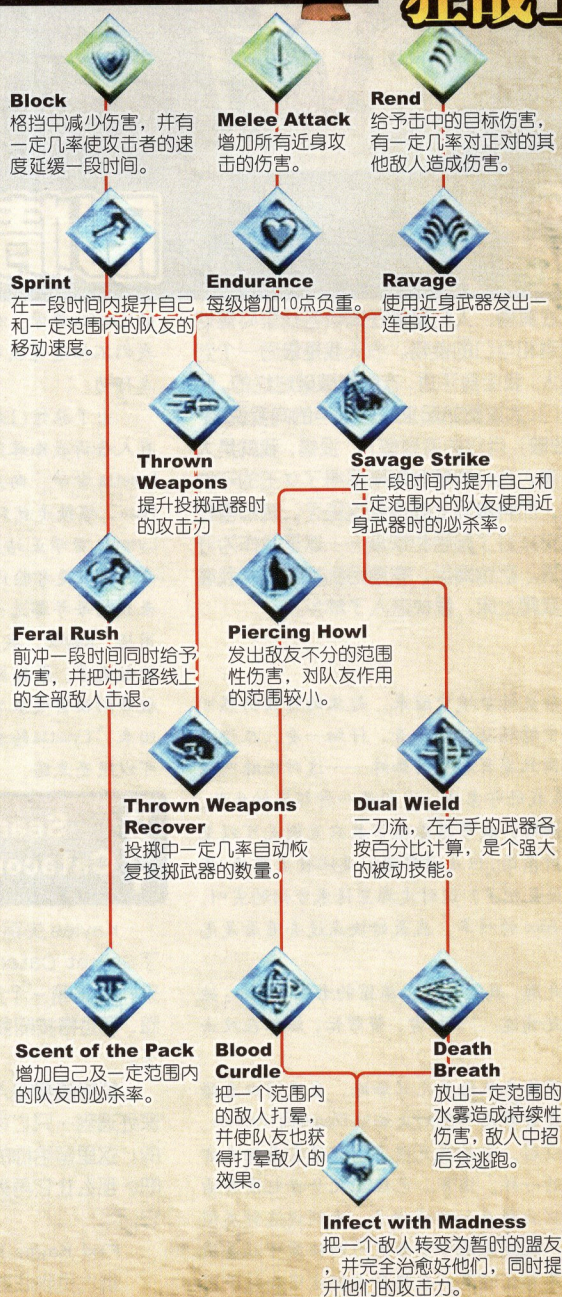 狂战士
Block
格挡中减少伤害，并有
一定几率使攻击者的速
度延缓一段时间。
Melee Attack
增加所有近身攻
击的伤害。
Rend
给予击中的目标伤害，
有一定几率对正对的其
他敌人造成伤害。
Sprint
在一段时间内提升自己
和一定范围内的队友的
移动速度。
Endurance
每级增加10点负重。
Ravage
使用近身武器发出一
连串攻击
Thrown
Weapons
提升投掷武器时
的攻击力
Savage Strike
在一段时间内提升自己和
一定范围内的队友使用近
身武器时的必杀率。
Feral Rush
前冲一段时间同时给予
伤害，并把冲击路线上
的全部敌人击退。
Piercing Howl
发出敌友不分的范围
性伤害，对队友作用
的范围较小。
Thrown Weapons
Recover
投掷中一定几率自动恢
复投掷武器的数量。
Dual Wield
二刀流，左右手的武器各
按百分比计算，是个强大
的被动技能。
Scent of the Pack
增加自己及一定范围内
的队友的必杀率。
Blood
Curdle
把一个范围内
的敌人打晕，
并使队友也获
得打晕敌人的
效果。
Death
Breath
放出一定范围的
水雾造成持续性
伤害，敌人中招
后会逃跑。
Infect with Madness
把一个敌人转变为暂时的盟友
，并完全治愈好他们，同时提
升他们的攻击力。